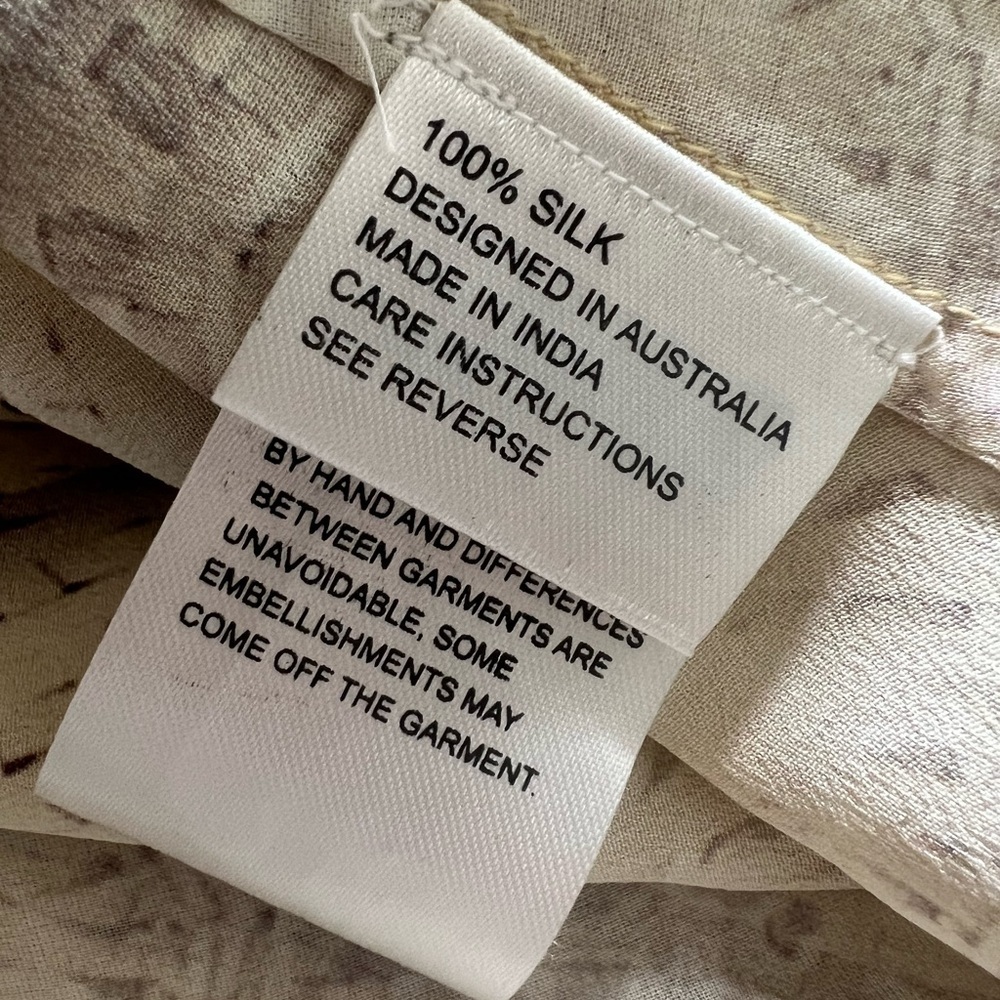 100% SILK
DESIGNED IN AUSTRALIA
MADE IN INDIA
CARE INSTRUCTIONS
SEE REVERSE
BY HAND AND DIFFERENCES
BETWEEN GARMENTS ARE
UNAVOIDABLE, SOME
EMBELLISHMENTS MAY
COME OFF THE GARMENT.